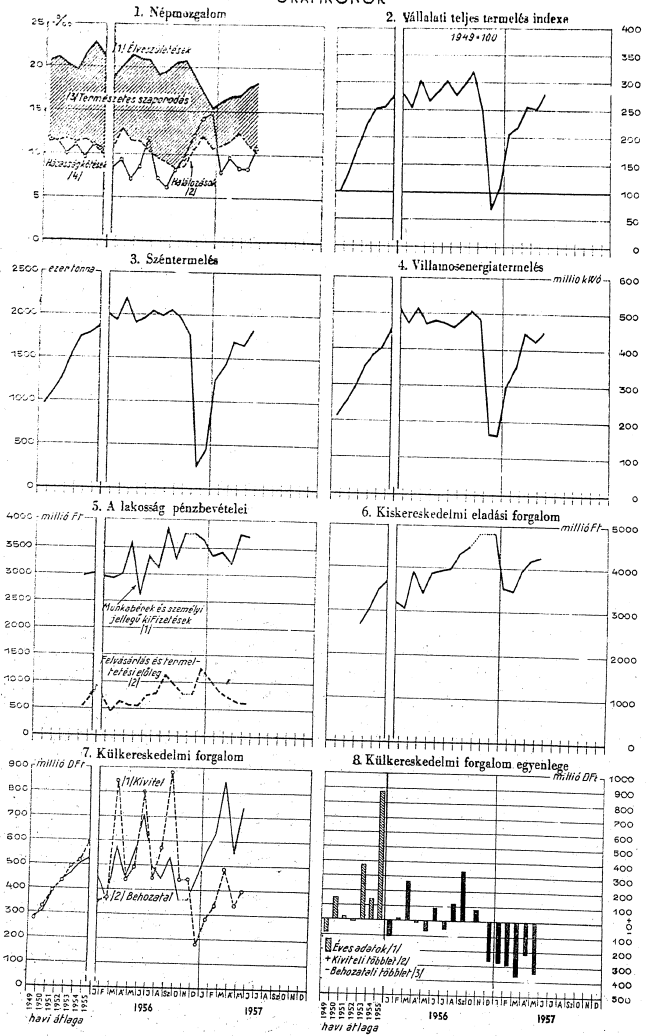 GRAFIKONOK
1. Népmozgalom
25
‰
20
15
10
5
0
/1/ Élveszületések
/3/ Természetes szaporodás
Házasságkötések
/4/
Halálozások
/2/
2. Vállalati teljes termelés indexe
1949=100
400
350
300
250
200
150
100
50
0
3. Széntermelés
2500
ezer tonna
2000
1500
1000
500
0
4. Villamosenergiatermelés
millió kWó
600
500
400
300
200
100
0
5. A lakosság pénzbevételei
4000
millió Ft
3000
2000
1500
1000
500
0
Munkabérek és személyi
jellegű kifizetések
/1/
Felvásárlás és termel-
tetési előleg
/2/
6. Kiskereskedelmi eladási forgalom
millió Ft
5000
4000
3000
2000
1000
0
7. Külkereskedelmi forgalom
900
millió DFt
800
700
600
500
400
300
200
100
0
/1/ Kivitel
/2/ Behozatal
1949
1950
1951
1952
1953
1954
1955
J F M Á M J J A Sz O N D J F M Á M J J A Sz O N D
1956
1957
havi átlaga
8. Külkereskedelmi forgalom egyenlege
millió DFt
1000
900
800
700
600
500
400
300
200
100
+
0
-
100
200
300
400
500
Éves adatok /1/
+ Kiviteli többlet /2/
- Behozatali többlet /3/
1949
1950
1951
1952
1953
1954
1955
J F M Á M J J A Sz O N D J F M Á M J J A Sz O N D
1956
1957
havi átlaga